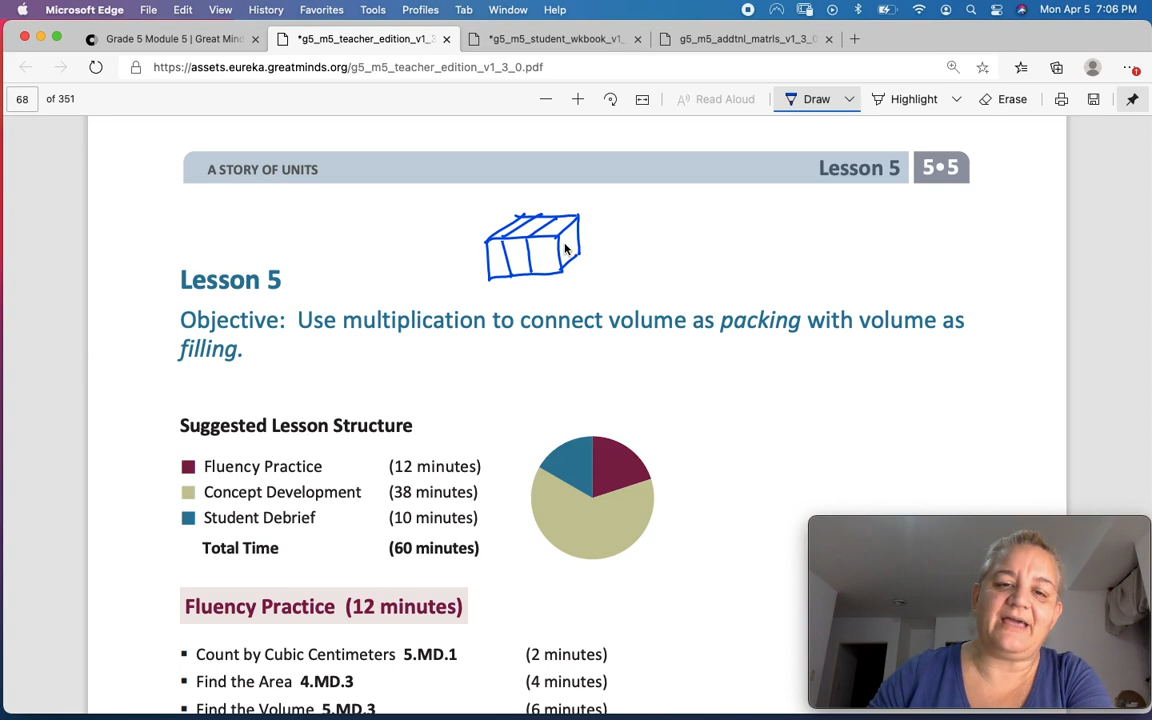 Microsoft Edge File Edit View History Favorites Tools Profiles Tab Window Help Mon Apr 5 7:06 PM
Grade 5 Module 5 | Great Mind *g5_m5_teacher_edition_v1_3 *g5_m5_student_wkbook_v1_ g5_m5_addtnl_matrls_v1_3_0
https://assets.eureka.greatminds.org/g5_m5_teacher_edition_v1_3_0.pdf
68 of 351 Read Aloud Draw Highlight Erase
A STORY OF UNITS Lesson 5 5•5
Lesson 5
Objective: Use multiplication to connect volume as packing with volume as
filling.
Suggested Lesson Structure
Fluency Practice (12 minutes)
Concept Development (38 minutes)
Student Debrief (10 minutes)
Total Time (60 minutes)
Fluency Practice (12 minutes)
▪ Count by Cubic Centimeters 5.MD.1 (2 minutes)
▪ Find the Area 4.MD.3 (4 minutes)
▪ Find the Volume 5.MD.3 (6 minutes)